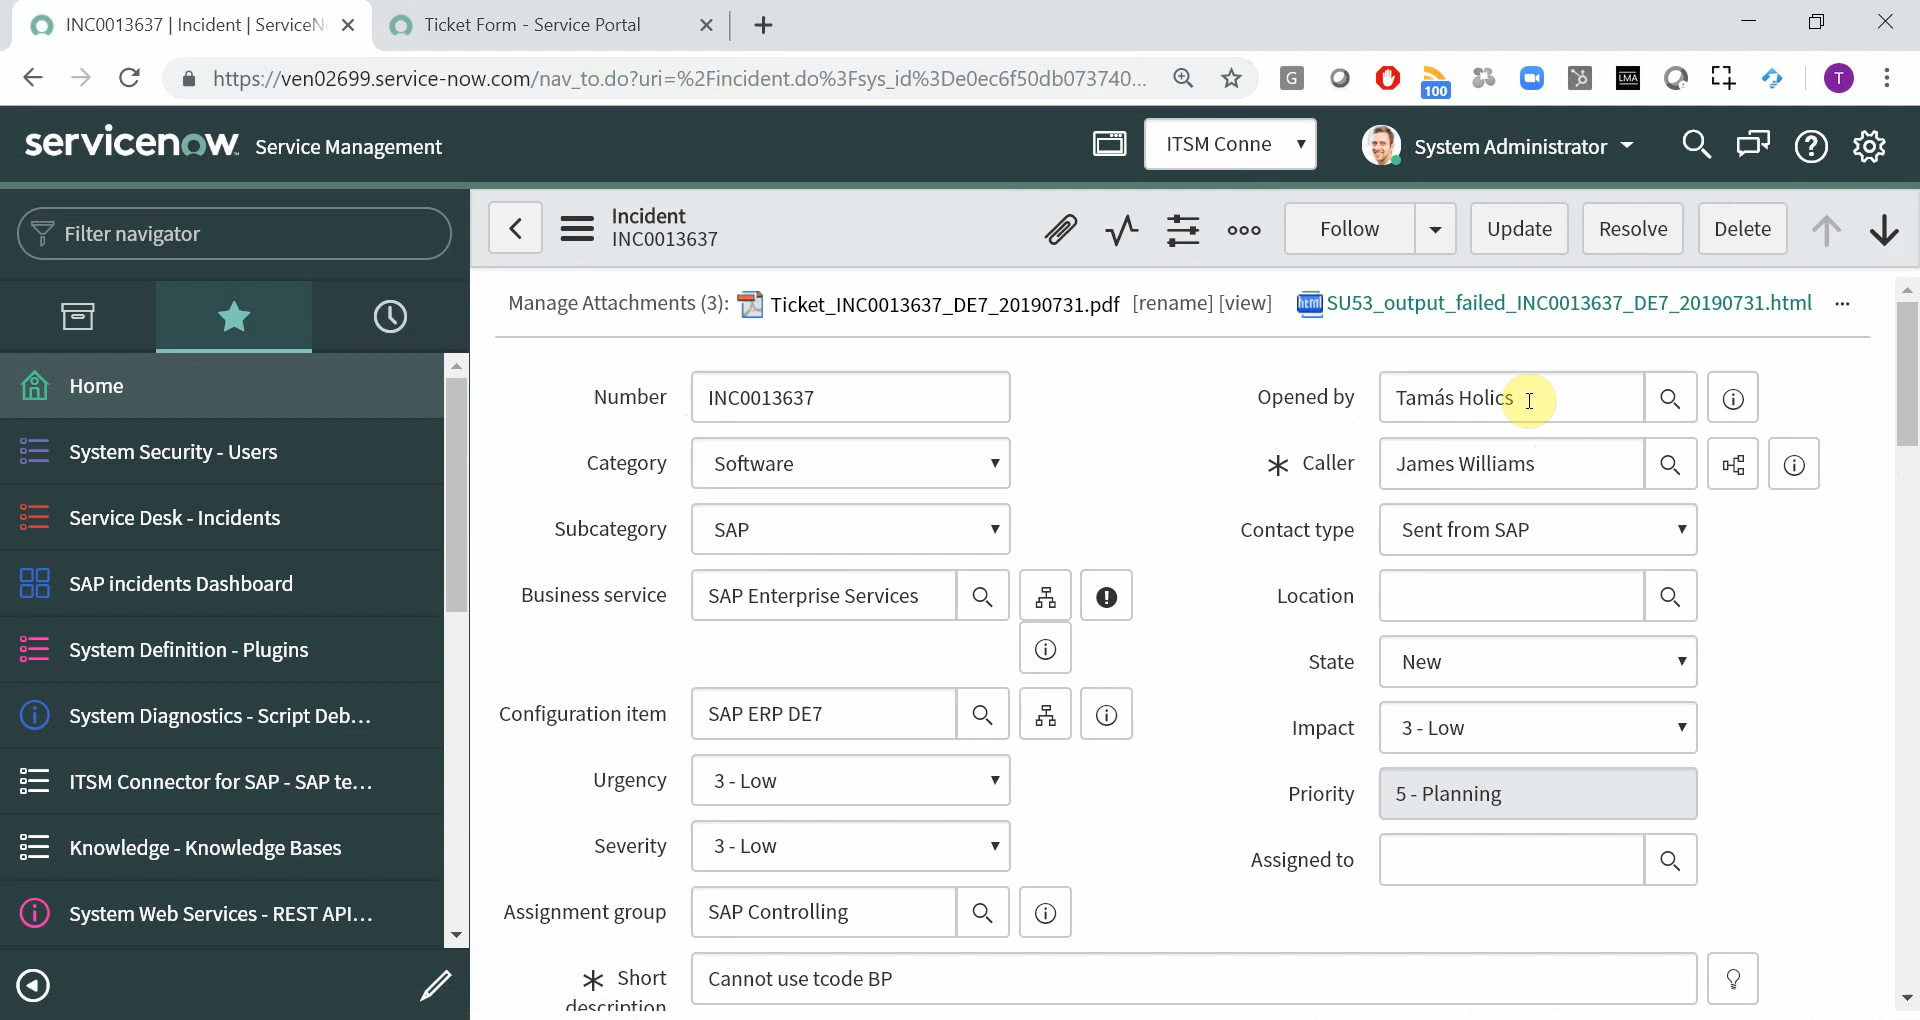 INC0013637 | Incident | ServiceN
Ticket Form - Service Portal
https://ven02699.service-now.com/nav_to.do?uri=%2Fincident.do%3Fsys_id%3De0ec6f50db073740...
G
100
LMA
T
servicenow Service Management
ITSM Conne
System Administrator
Filter navigator
Incident
INC0013637
Follow
Update
Resolve
Delete
Manage Attachments (3): Ticket_INC0013637_DE7_20190731.pdf [rename] [view] html SU53_output_failed_INC0013637_DE7_20190731.html ...
Home
System Security - Users
Service Desk - Incidents
SAP incidents Dashboard
System Definition - Plugins
System Diagnostics - Script Deb...
ITSM Connector for SAP - SAP te...
Knowledge - Knowledge Bases
System Web Services - REST API...
Number INC0013637
Category Software
Subcategory SAP
Business service SAP Enterprise Services
Configuration item SAP ERP DE7
Urgency 3 - Low
Severity 3 - Low
Assignment group SAP Controlling
Opened by Tamás Holics
Caller James Williams
Contact type Sent from SAP
Location
State New
Impact 3 - Low
Priority 5 - Planning
Assigned to
Short description Cannot use tcode BP